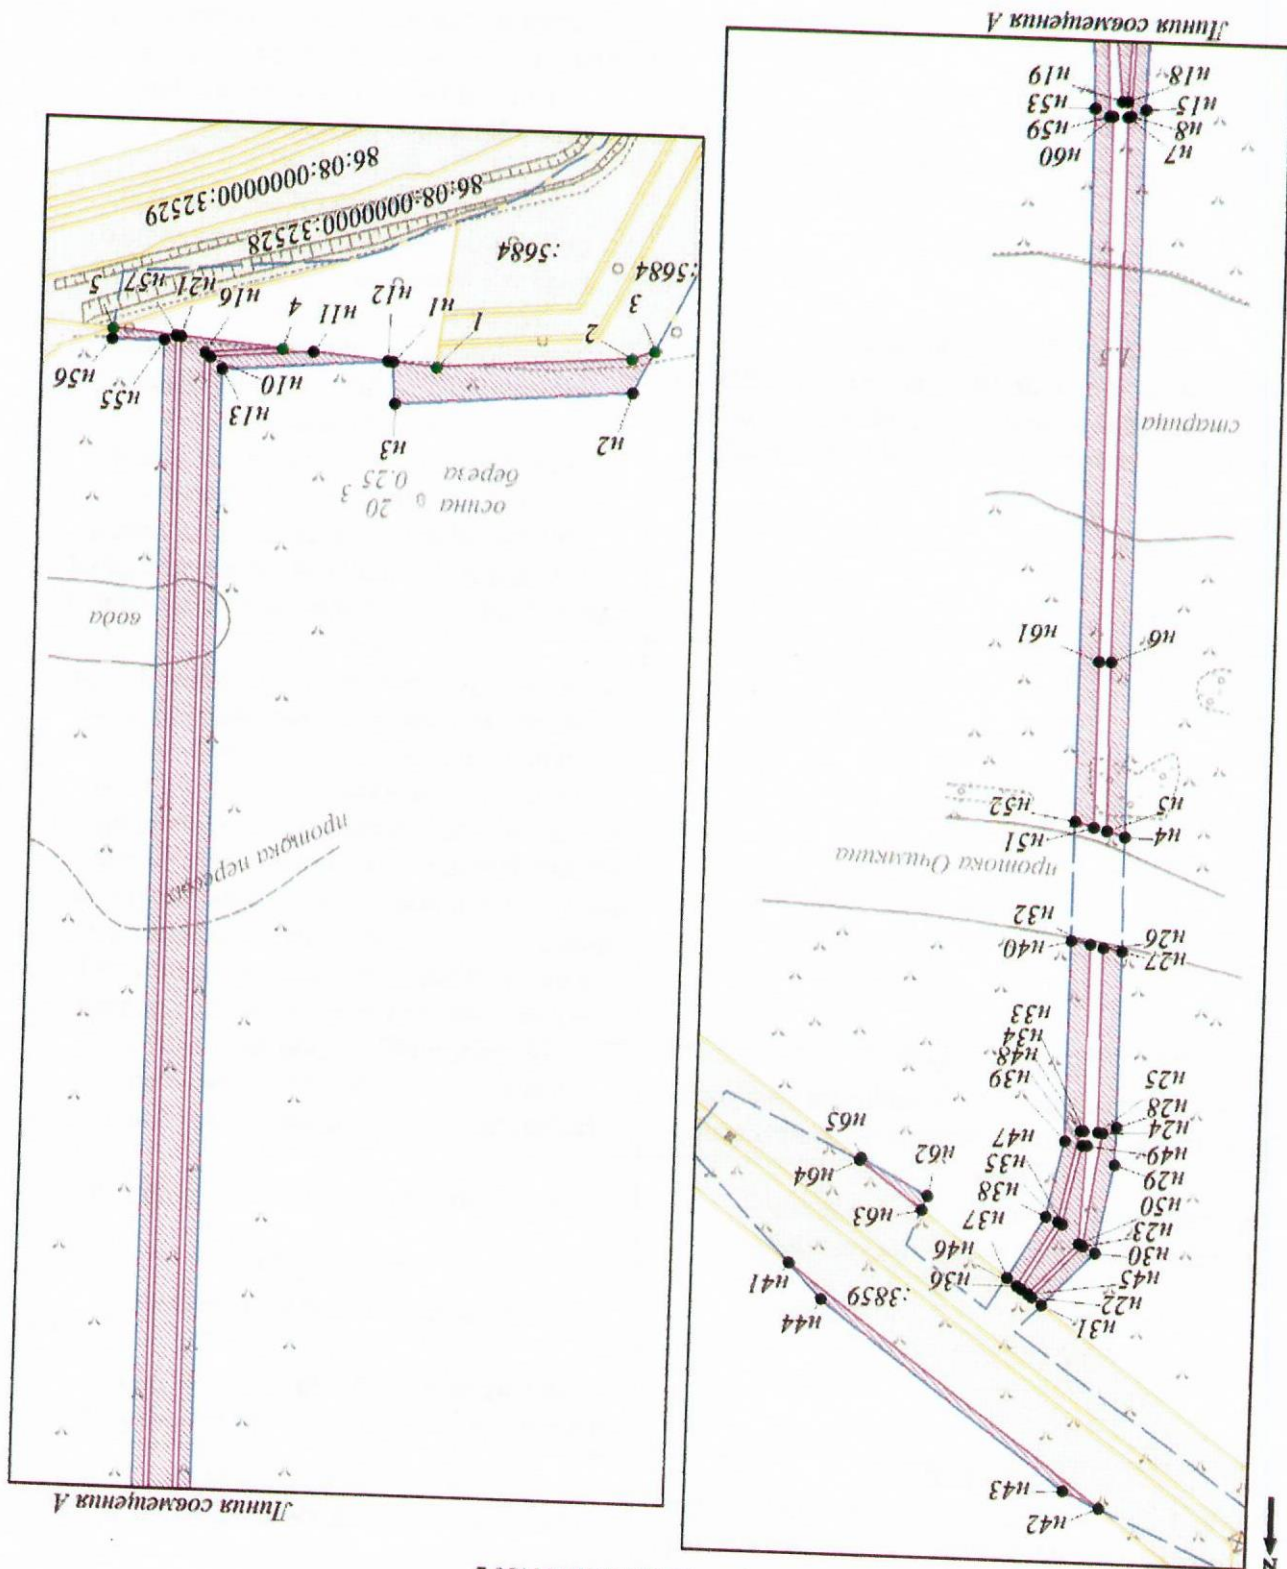 Линия совмещения А
н42
н43
н44
н41
:3859
н31
н22
н45
н30
н23
н50
н29
н49
н24
н28
н25
н36
н46
н37
н38
н35
н47
н39
н48
н34
н33
н63
н62
н64
н65
н27
н26
н40
н32
протока Очимкина
н4
н5
н51
н52
н6
н61
старица
1.5
н7
н8
н15
н18
н60
н59
н53
н19
Линия совмещения А
протока пересох
вода
осина 20
береза 0.25 3
н2
н3
н13
н10
н55
н56
3
2
1
н1
н12
н11
4
н16
н21
н57
5
:5684
:5684
86:08:0000000:32528
86:08:0000000:32529